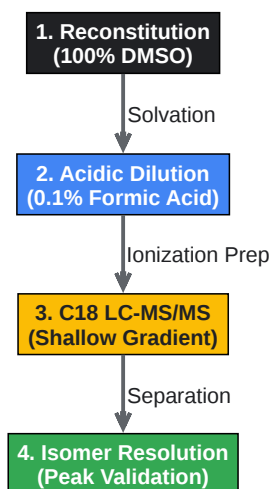 1. Reconstitution
(100% DMSO)
Solvation
2. Acidic Dilution
(0.1% Formic Acid)
Ionization Prep
3. C18 LC-MS/MS
(Shallow Gradient)
Separation
4. Isomer Resolution
(Peak Validation)